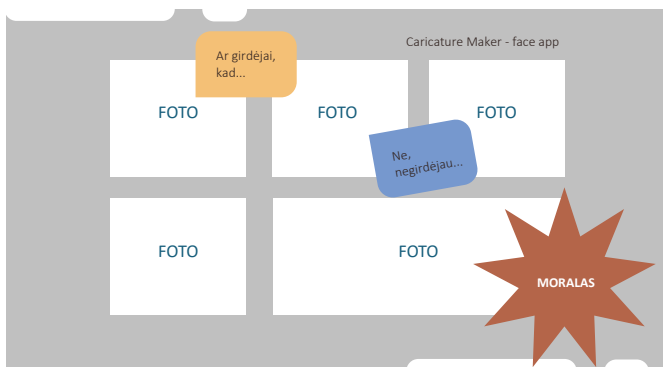 Caricature Maker - face app
Ar girdėjai,
kad...
FOTO
FOTO
FOTO
Ne,
negirdėjau...
FOTO
FOTO
MORALAS